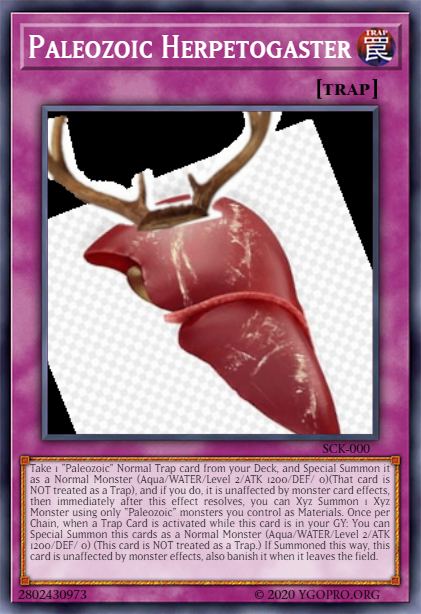 PALEOZOIC HERPETOGASTER
TRAP
罠
[TRAP]
SCK-000
Take 1 "Paleozoic" Normal Trap card from your Deck, and Special Summon it
as a Normal Monster (Aqua/WATER/Level 2/ATK 1200/DEF/ 0)(That card is
NOT treated as a Trap), and if you do, it is unaffected by monster card effects,
then immediately after this effect resolves, you can Xyz Summon 1 Xyz
Monster using only "Paleozoic" monsters you control as Materials. Once per
Chain, when a Trap Card is activated while this card is in your GY: You can
Special Summon this cards as a Normal Monster (Aqua/WATER/Level 2/ATK
1200/DEF/ 0) (This card is NOT treated as a Trap.) If Summoned this way, this
card is unaffected by monster effects, also banish it when it leaves the field.
2802430973
© 2020 YGOPRO.ORG